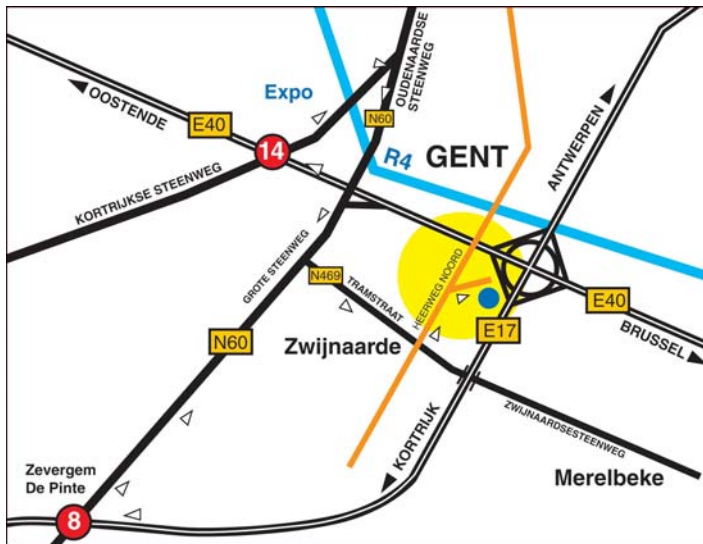 OUDENAARDSE
STEENWEG
OOSTENDE
Expo
E40
N60
ANTWERPEN
14
R4
GENT
KORTRIJKSE STEENWEG
GROTE STEENWEG
N469
TRAMSTRAAT
HEERWEG NOORD
E40
E17
BRUSSEL
N60
Zwijnaarde
ZWIJNAARDSESTEENWEG
KORTRIJK
Zevergem
De Pinte
Merelbeke
8